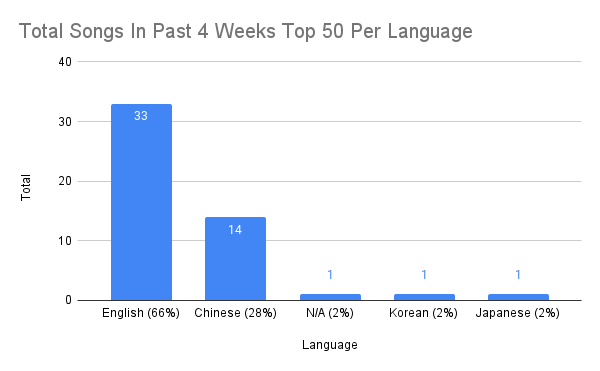 Total Songs In Past 4 Weeks Top 50 Per Language
40
30
20
10
0
Total
33
14
1
1
1
English (66%)
Chinese (28%)
N/A (2%)
Korean (2%)
Japanese (2%)
Language